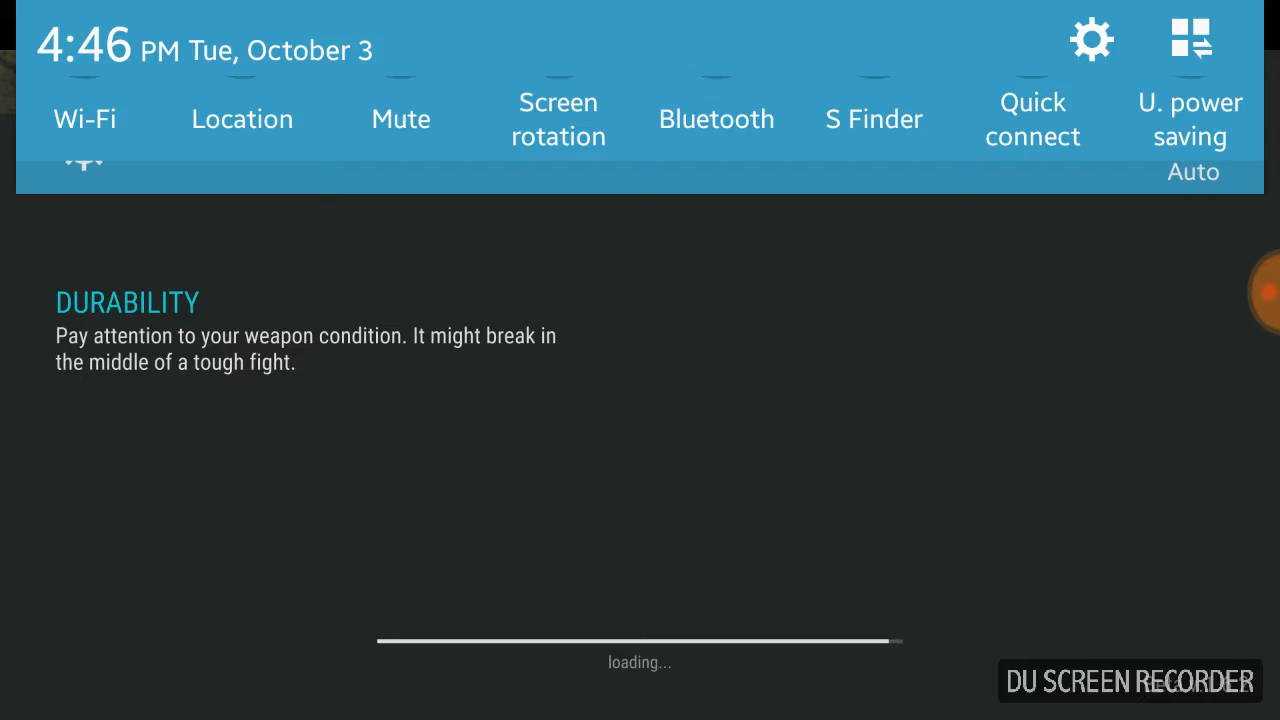 4:46 PM Tue, October 3
Wi-Fi
Location
Mute
Screen
rotation
Bluetooth
S Finder
Quick
connect
U. power
saving
Auto
DURABILITY
Pay attention to your weapon condition. It might break in
the middle of a tough fight.
loading...
DU SCREEN RECORDER